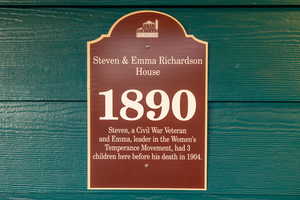 Steven & Emma Richardson
House
1890
Steven, a Civil War Veteran
and Emma, leader in the Women's
Temperance Movement, had 3
children here before his death in 1904.